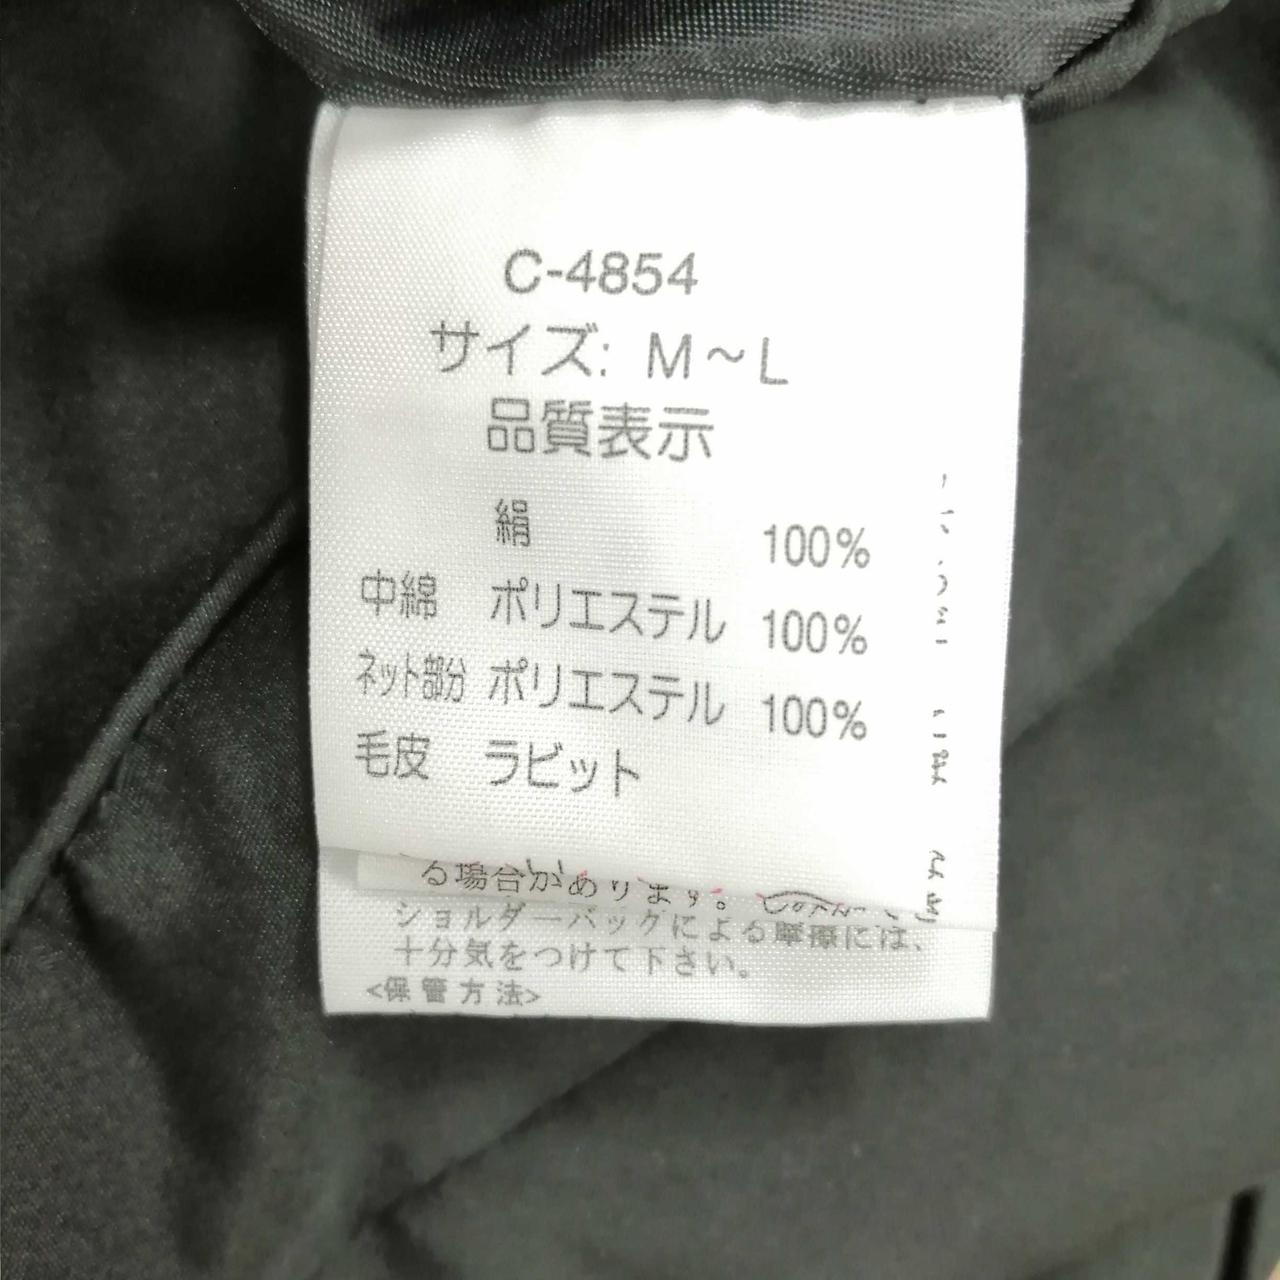 C-4854
サイズ: M～L
品質表示
絹 100%
中綿 ポリエステル 100%
ネット部分 ポリエステル 100%
毛皮 ラビット
る場合があります。
ショルダーバッグによる摩擦には、
十分気をつけて下さい。
<保管方法>